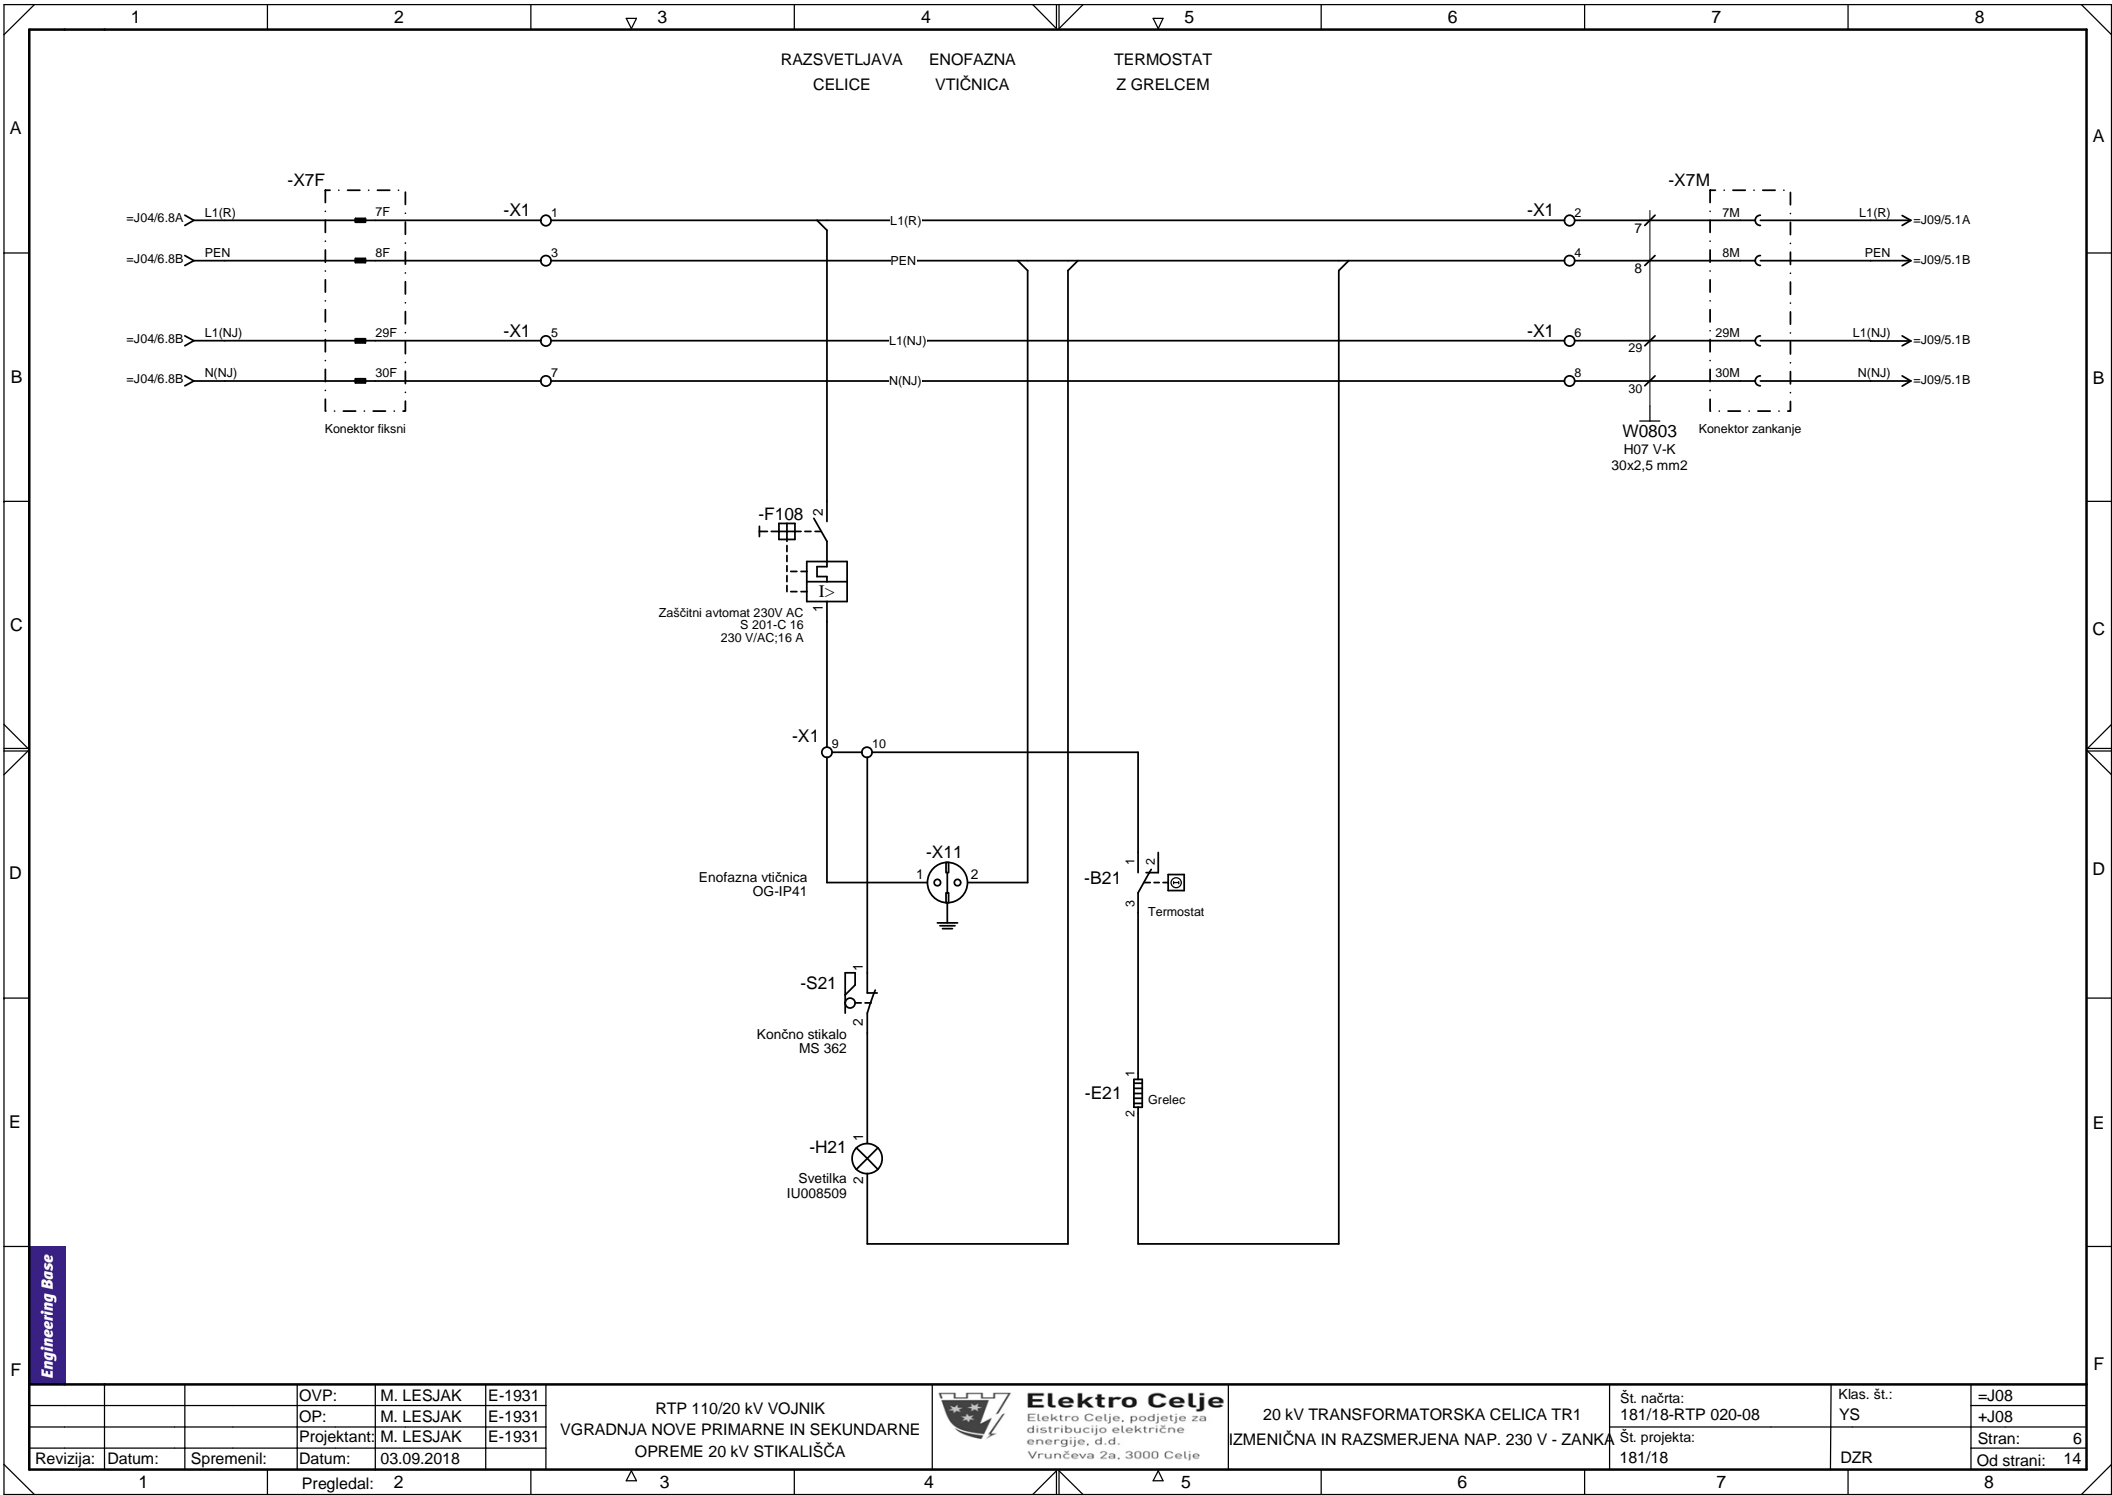 1 2 3 4 5 6 7 8
RAZSVETLJAVA ENOFAZNA TERMOSTAT
CELICE VTIČNICA Z GRELCEM
A A
-X7F -X7M
=J04/6.8A L1(R) 7F -X1 1 L1(R) -X1 2 7 7M L1(R) =J09/5.1A
=J04/6.8B PEN 8F 3 PEN 4 8 8M PEN =J09/5.1B
=J04/6.8B L1(NJ) 29F -X1 5 L1(NJ) -X1 6 29 29M L1(NJ) =J09/5.1B
=J04/6.8B N(NJ) 30F 7 N(NJ) 8 30 30M N(NJ) =J09/5.1B
B B
Konektor fiksni W0803 Konektor zankanje
H07 V-K
30x2,5 mm2
-F108 2
I>
1
Zaščitni avtomat 230V AC
S 201-C 16
230 V/AC;16 A
C C
-X1 9 10
-X11
1 2
Enofazna vtičnica
OG-IP41
-B21 1 2
3
Termostat
D D
-S21 1
2
Končno stikalo
MS 362
-E21 1
2
Grelec
E E
-H21 1
2
Svetilka
IU008509
Engineering Base
F F
OVP: M. LESJAK E-1931
OP: M. LESJAK E-1931
Projektant: M. LESJAK E-1931
Revizija: Datum: Spremenil: Datum: 03.09.2018
Pregledal:
RTP 110/20 kV VOJNIK
VGRADNJA NOVE PRIMARNE IN SEKUNDARNE
OPREME 20 kV STIKALIŠČA
Elektro Celje
Elektro Celje, podjetje za
distribucijo električne
energije, d.d.
Vrunčeva 2a, 3000 Celje
20 kV TRANSFORMATORSKA CELICA TR1
IZMENIČNA IN RAZSMERJENA NAP. 230 V - ZANKA
Št. načrta:
181/18-RTP 020-08
Št. projekta:
181/18
Klas. št.:
YS
DZR
=J08
+J08
Stran: 6
Od strani: 14
1 2 3 4 5 6 7 8